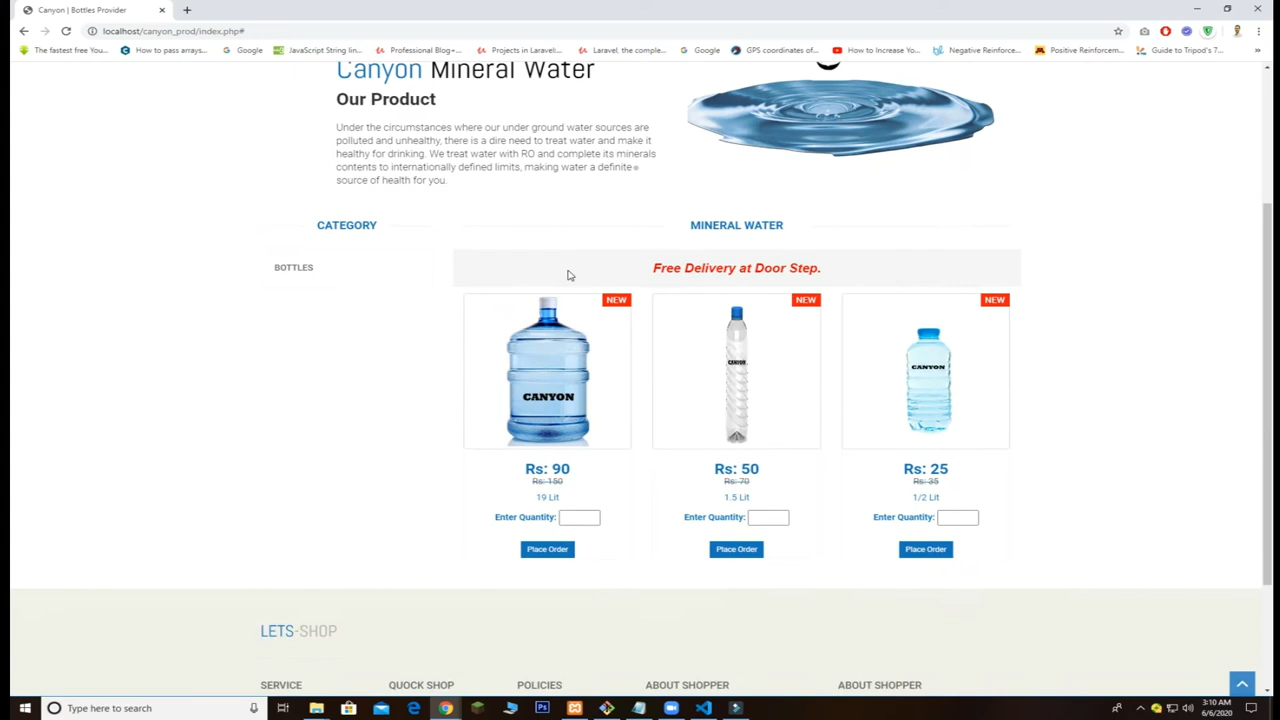 Canyon | Bottles Provider
localhost/canyon_prod/index.php#
The fastest free You...
How to pass arrays...
Google
JavaScript String lin...
Professional Blog+...
Projects in Laravel:...
Laravel, the comple...
Google
GPS coordinates of...
How to Increase Yo...
Negative Reinforce...
Positive Reinforcem...
Guide to Tripod's 7...
Canyon Mineral Water
Our Product
Under the circumstances where our under ground water sources are
polluted and unhealthy, there is a dire need to treat water and make it
healthy for drinking. We treat water with RO and complete its minerals
contents to internationally defined limits, making water a definite
source of health for you.
CATEGORY
MINERAL WATER
BOTTLES
Free Delivery at Door Step.
NEW
NEW
NEW
CANYON
CANYON
CANYON
Rs: 90
Rs: 50
Rs: 25
Rs: 150
Rs: 70
Rs: 35
19 Lit
1.5 Lit
1/2 Lit
Enter Quantity:
Enter Quantity:
Enter Quantity:
Place Order
Place Order
Place Order
LETS-SHOP
SERVICE
QUOCK SHOP
POLICIES
ABOUT SHOPPER
ABOUT SHOPPER
Type here to search
3:10 AM
6/6/2020